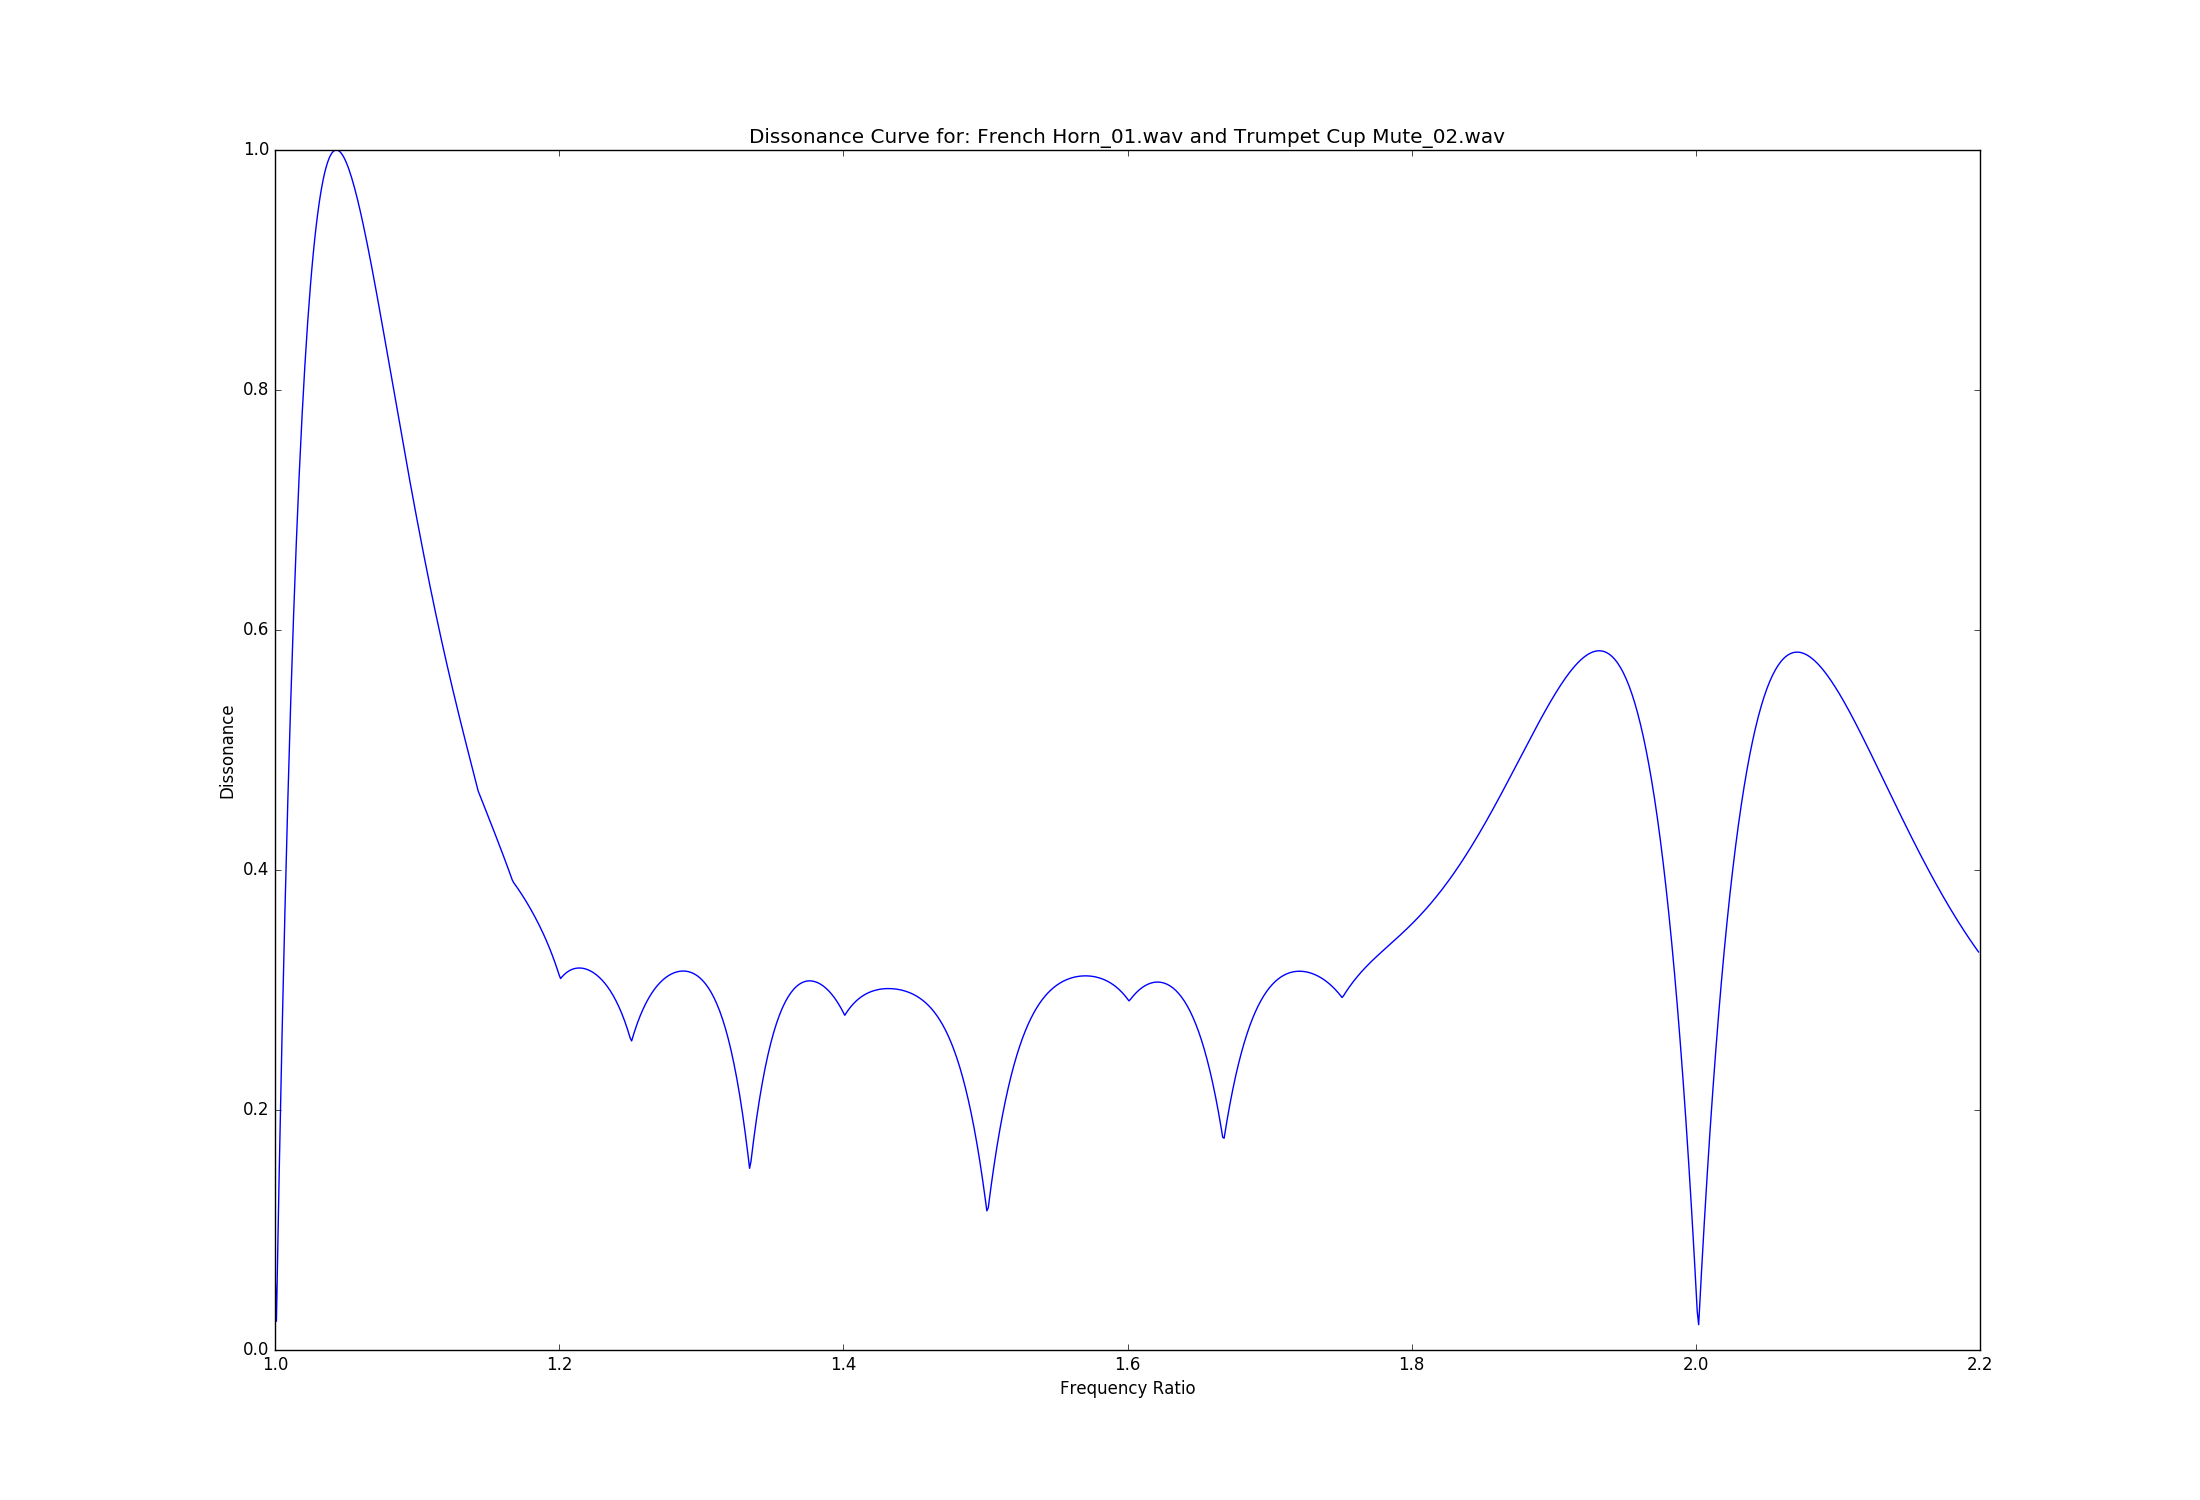 Dissonance Curve for: French Horn_01.wav and Trumpet Cup Mute_02.wav
1.0
0.8
0.6
0.4
0.2
0.0
Dissonance
1.0 1.2 1.4 1.6 1.8 2.0 2.2
Frequency Ratio